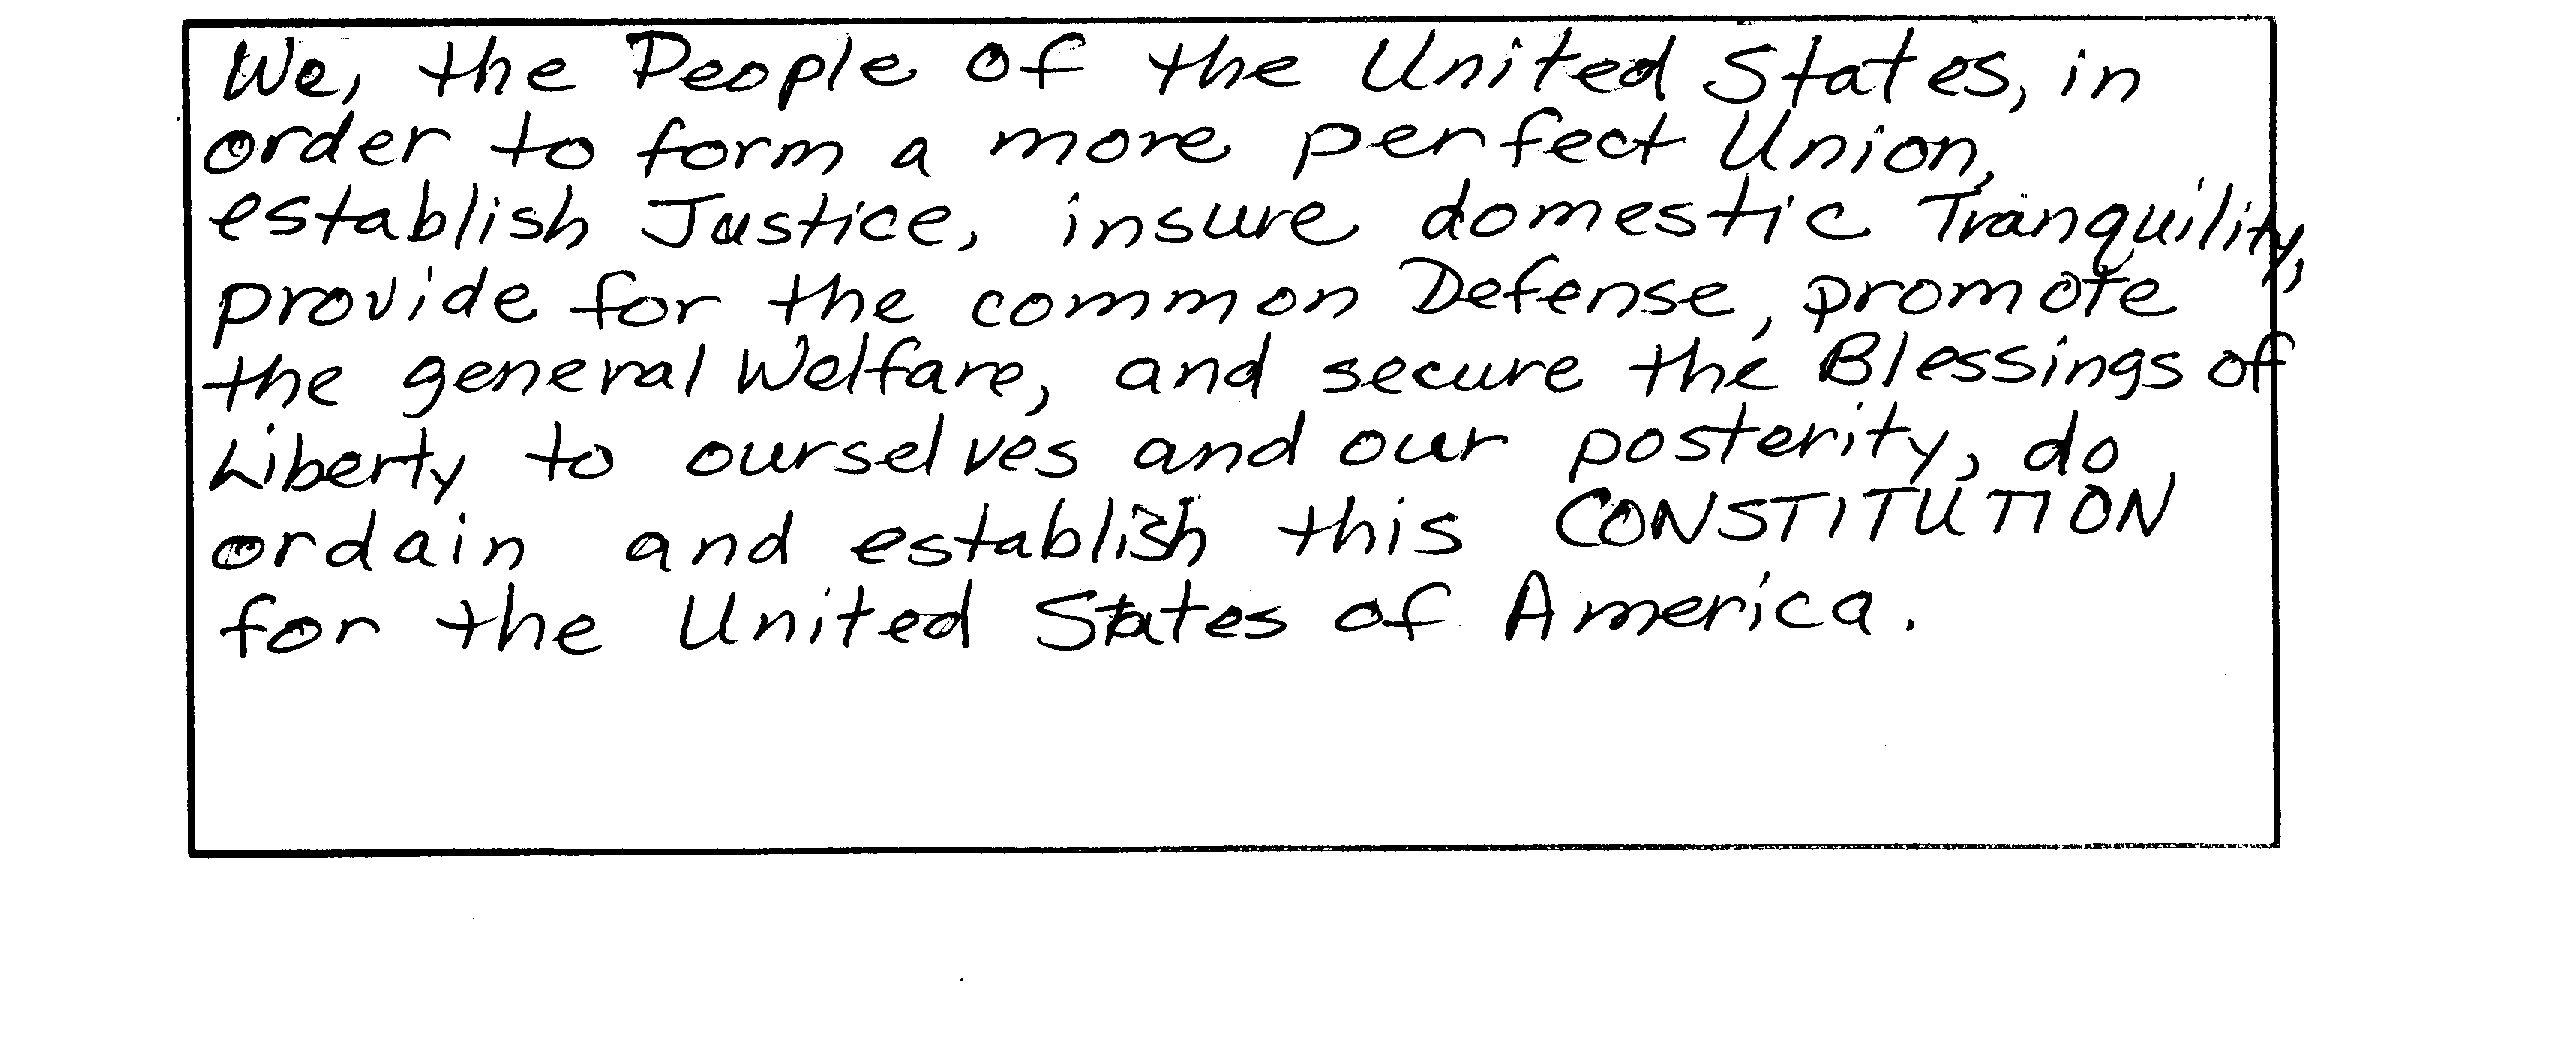 We, the People of the United States, in
order to form a more perfect Union,
establish Justice, insure domestic Tranquility,
provide for the common Defense, promote
the general Welfare, and secure the Blessings of
Liberty to ourselves and our posterity, do
ordain and establish this CONSTITUTION
for the United States of America.